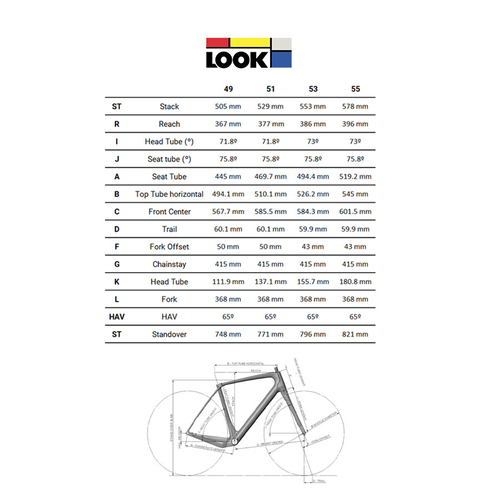 LOOK
49 51 53 55
ST Stack 505 mm 529 mm 553 mm 578 mm
R Reach 367 mm 377 mm 386 mm 396 mm
I Head Tube (º) 71.8º 71.8º 73º 73º
J Seat tube (º) 75.8º 75.8º 75.8º 75.8º
A Seat Tube 445 mm 469.7 mm 494.4 mm 519.2 mm
B Top Tube horizontal 494.1 mm 510.1 mm 526.2 mm 545 mm
C Front Center 567.7 mm 585.5 mm 584.3 mm 601.5 mm
D Trail 60.1 mm 60.1 mm 59.9 mm 59.9 mm
F Fork Offset 50 mm 50 mm 43 mm 43 mm
G Chainstay 415 mm 415 mm 415 mm 415 mm
K Head Tube 111.9 mm 137.1 mm 155.7 mm 180.8 mm
L Fork 368 mm 368 mm 368 mm 368 mm
HAV HAV 65º 65º 65º 65º
ST Standover 748 mm 771 mm 796 mm 821 mm
B - TOP TUBE HORIZONTAL